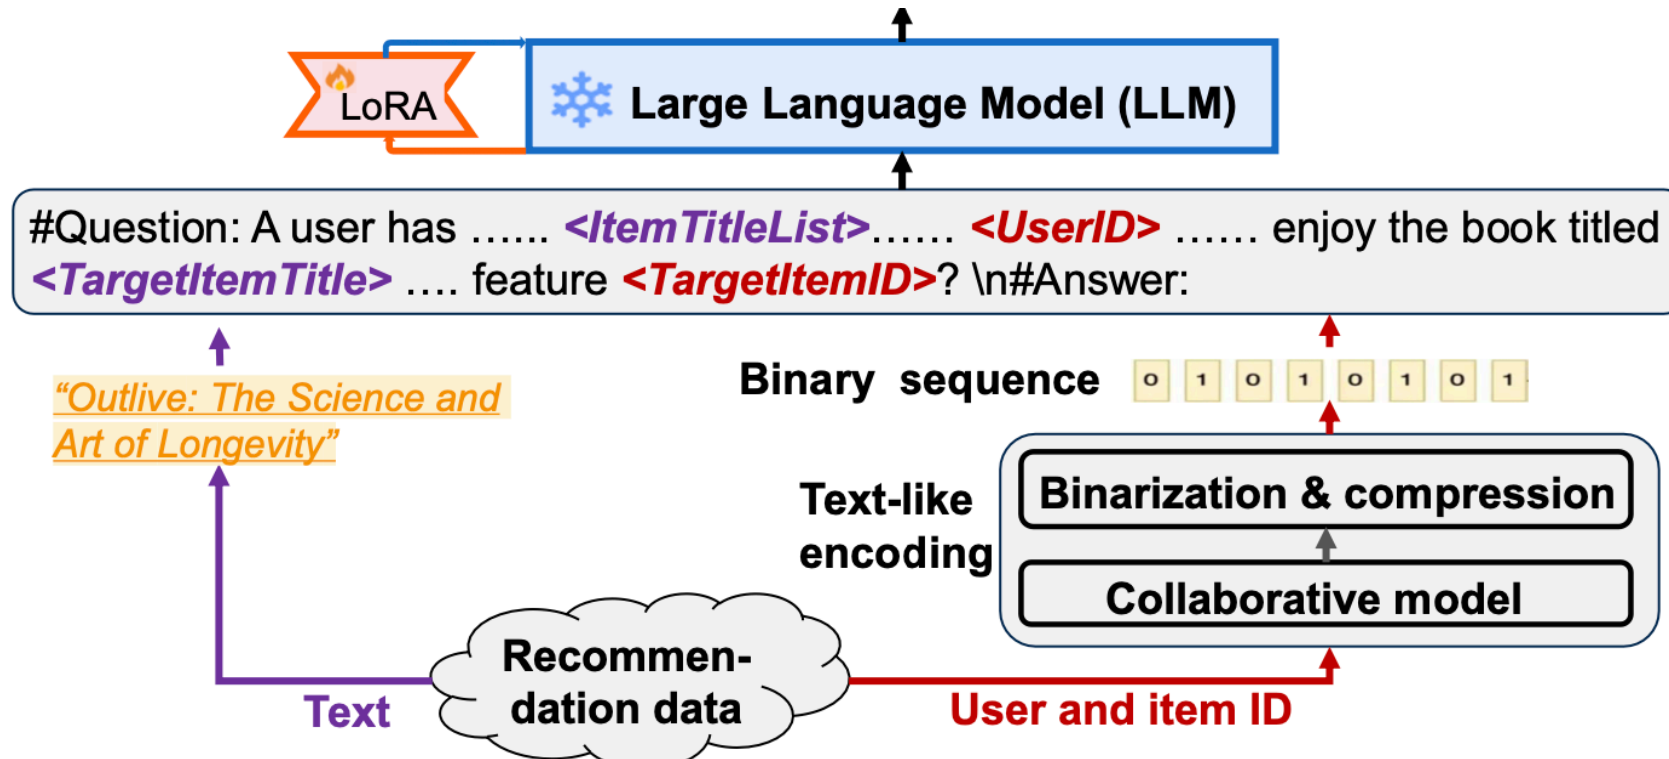 LoRA
Large Language Model (LLM)
#Question: A user has …... <ItemTitleList>…… <UserID> …… enjoy the book titled
<TargetItemTitle> …. feature <TargetItemID>? \n#Answer:
“Outlive: The Science and
Art of Longevity”
Binary sequence
0 1 0 1 0 1 0 1
Text-like
encoding
Binarization & compression
Collaborative model
Recommen-
dation data
Text
User and item ID